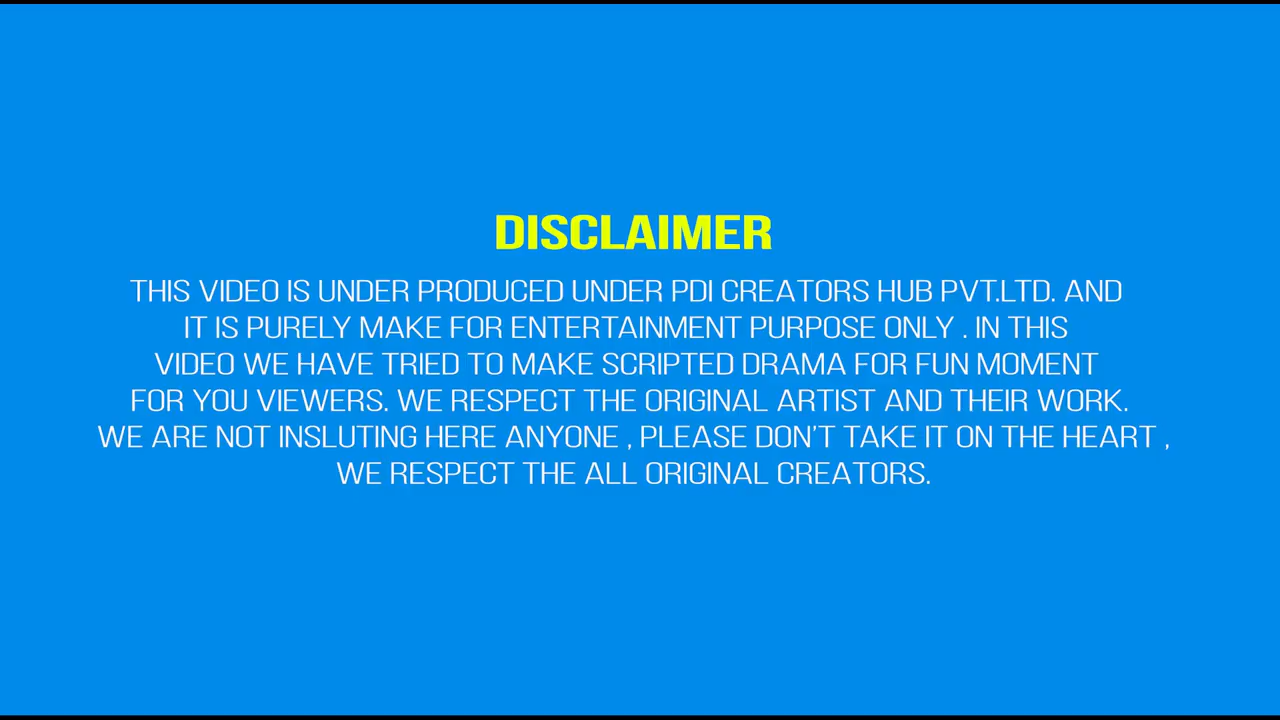 DISCLAIMER
THIS VIDEO IS UNDER PRODUCED UNDER PDI CREATORS HUB PVT.LTD. AND
IT IS PURELY MAKE FOR ENTERTAINMENT PURPOSE ONLY . IN THIS
VIDEO WE HAVE TRIED TO MAKE SCRIPTED DRAMA FOR FUN MOMENT
FOR YOU VIEWERS. WE RESPECT THE ORIGINAL ARTIST AND THEIR WORK.
WE ARE NOT INSLUTING HERE ANYONE , PLEASE DON'T TAKE IT ON THE HEART ,
WE RESPECT THE ALL ORIGINAL CREATORS.